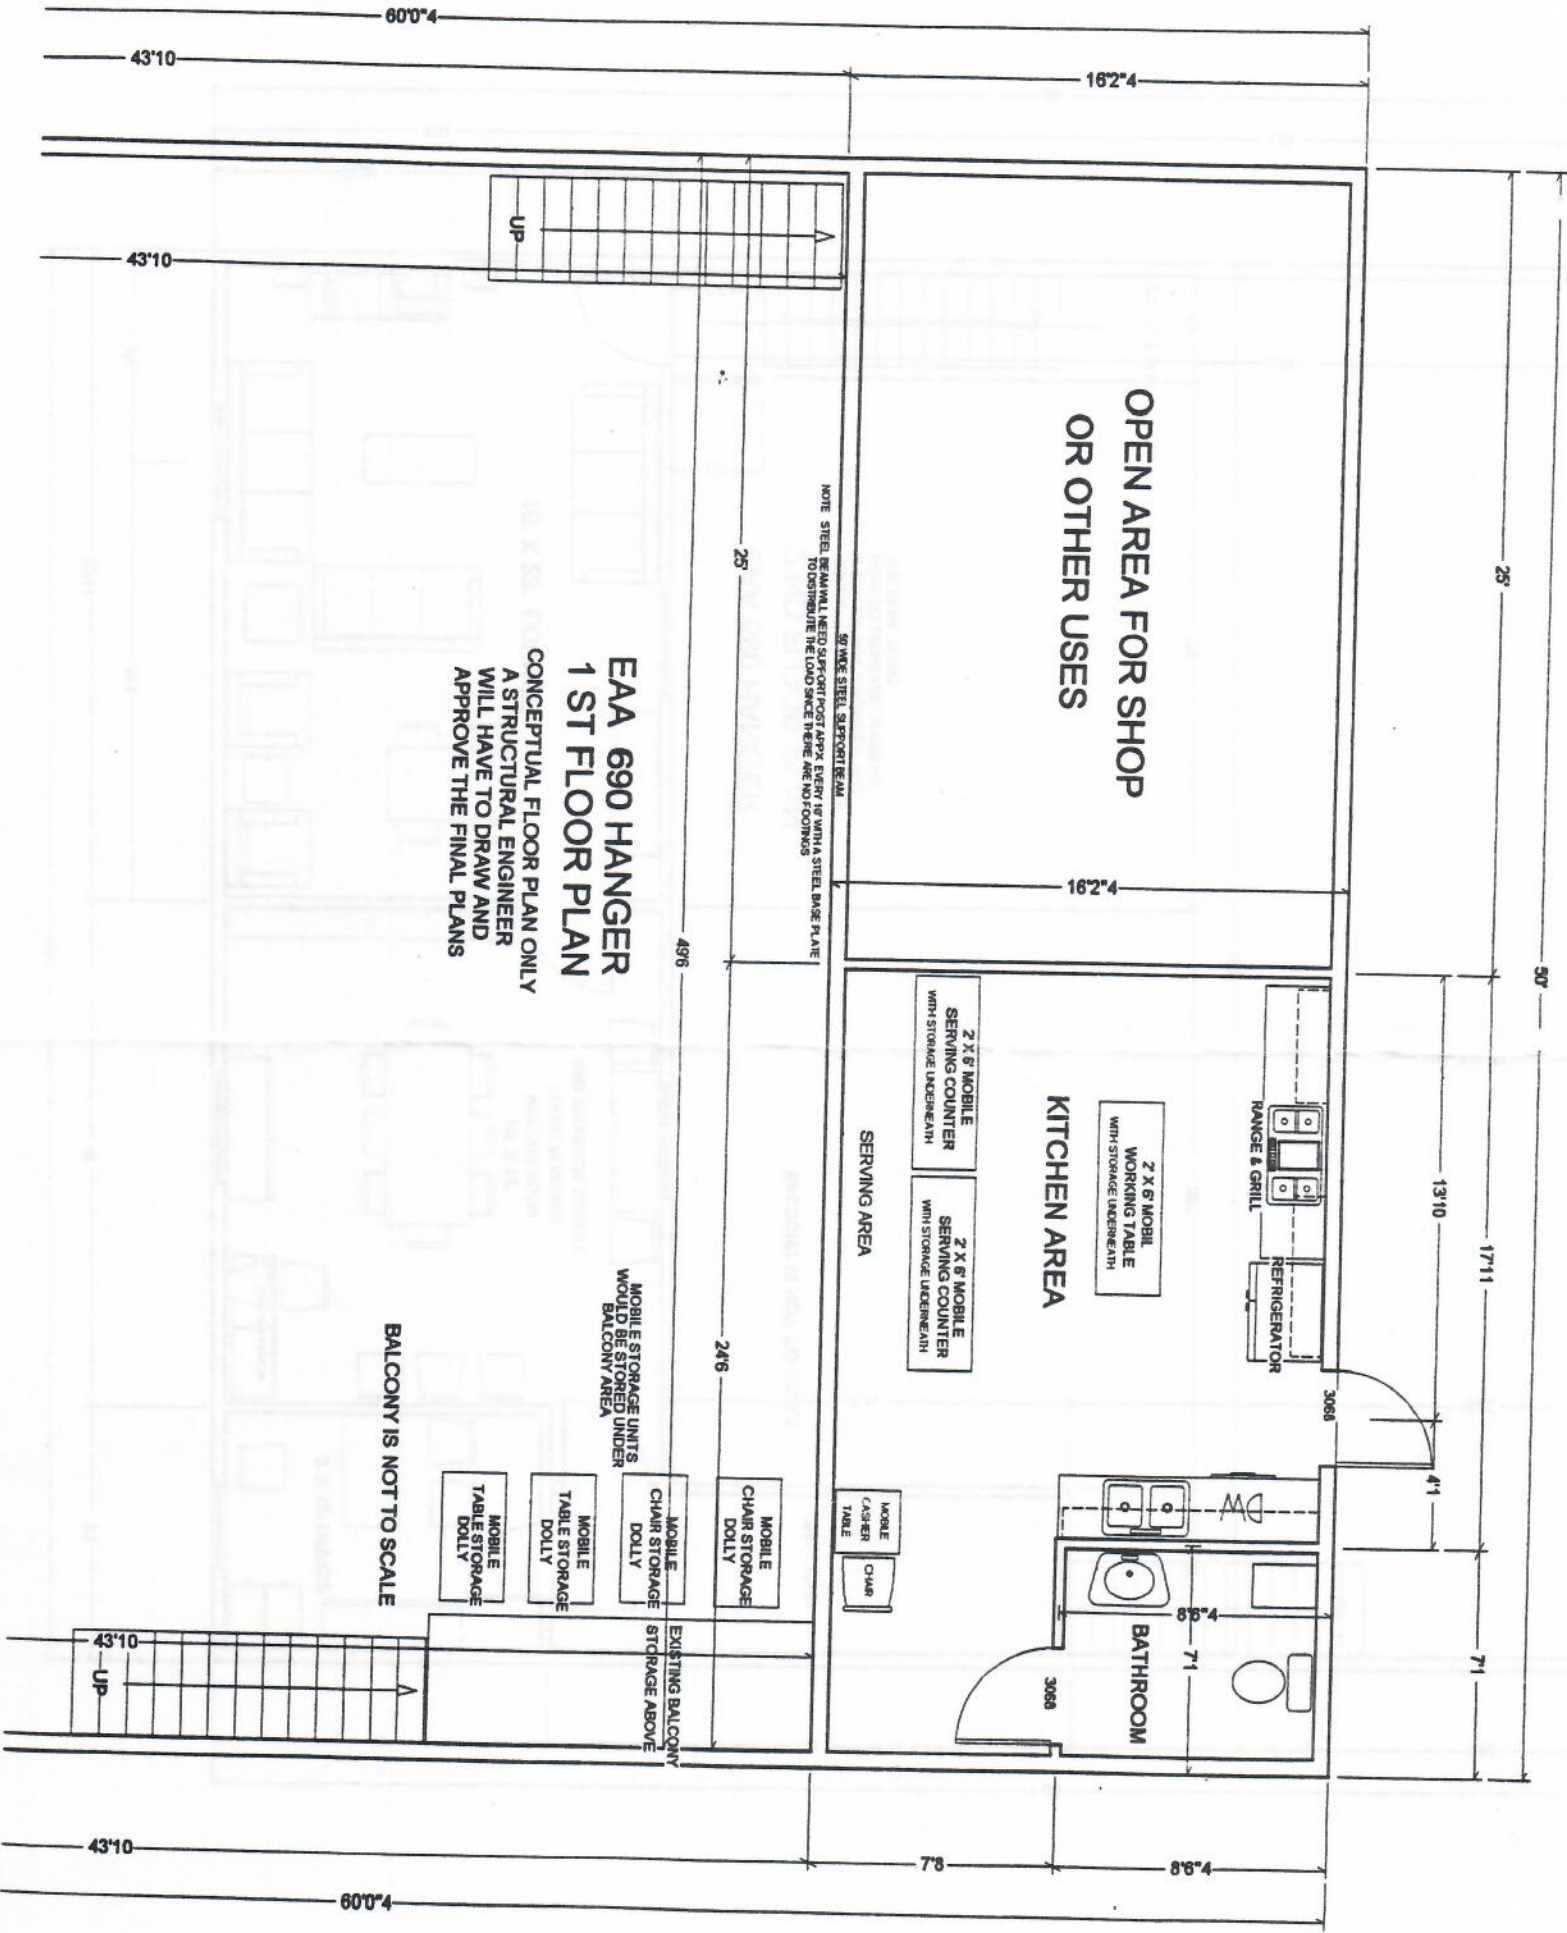 50'
25'
17'11
7'1
13'10
4'1
60'0"4
43'10
16'2"4
OPEN AREA FOR SHOP
OR OTHER USES
16'2"4
RANGE & GRILL
REFRIGERATOR
3068
2' X 6' MOBIL
WORKING TABLE
WITH STORAGE UNDERNEATH
KITCHEN AREA
2' X 6' MOBILE
SERVING COUNTER
WITH STORAGE UNDERNEATH
2' X 6' MOBILE
SERVING COUNTER
WITH STORAGE UNDERNEATH
SERVING AREA
DW
8'6"4
7'1
BATHROOM
3068
MOBILE
CASHER
TABLE
CHAIR
8'6"4
7'8
50' WIDE STEEL SUPPORT BEAM
NOTE STEEL BEAM WILL NEED SUPPORT POST APPX. EVERY 10' WITH A STEEL BASE PLATE
TO DISTRIBUTE THE LOAD SINCE THERE ARE NO FOOTINGS
25'
24'6
49'6
UP
43'10
EAA 690 HANGER
1 ST FLOOR PLAN
CONCEPTUAL FLOOR PLAN ONLY
A STRUCTURAL ENGINEER
WILL HAVE TO DRAW AND
APPROVE THE FINAL PLANS
MOBILE STORAGE UNITS
WOULD BE STORED UNDER
BALCONY AREA
MOBILE
CHAIR STORAGE
DOLLY
MOBILE
CHAIR STORAGE
DOLLY
MOBILE
TABLE STORAGE
DOLLY
MOBILE
TABLE STORAGE
DOLLY
EXISTING BALCONY
STORAGE ABOVE
BALCONY IS NOT TO SCALE
43'10
UP
43'10
60'0"4